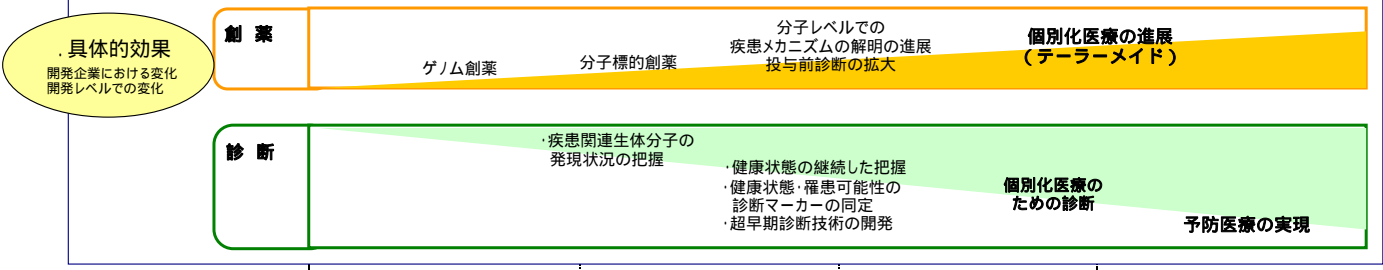 .具体的効果
開発企業における変化
開発レベルでの変化
創 薬
ゲノム創薬
分子標的創薬
分子レベルでの
疾患メカニズムの解明の進展
投与前診断の拡大
個別化医療の進展
(テーラーメイド)
診 断
・疾患関連生体分子の
発現状況の把握
・健康状態の継続した把握
・健康状態・罹患可能性の
診断マーカーの同定
・超早期診断技術の開発
個別化医療の
ための診断
予防医療の実現